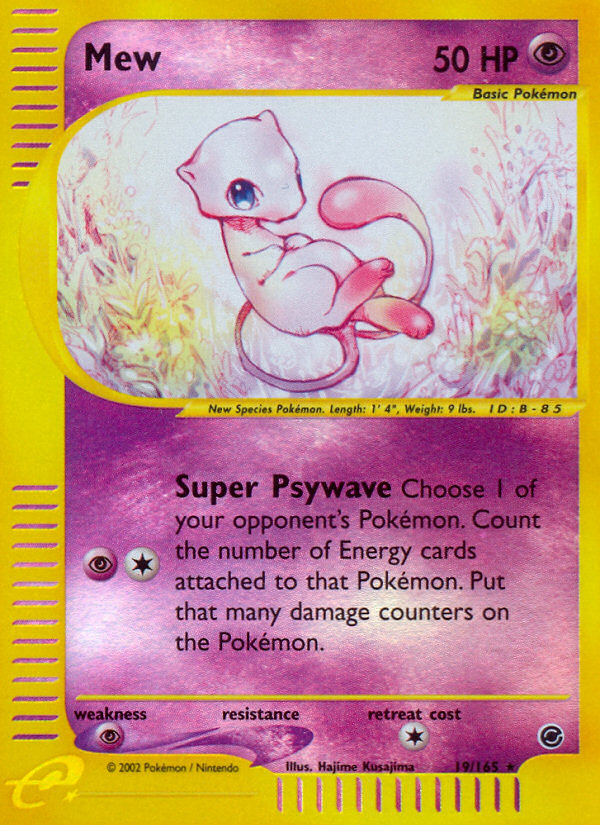 Mew 50 HP
Basic Pokémon
New Species Pokémon. Length: 1' 4", Weight: 9 lbs. ID:B-85
Super Psywave Choose 1 of
your opponent's Pokémon. Count
the number of Energy cards
attached to that Pokémon. Put
that many damage counters on
the Pokémon.
weakness resistance retreat cost
© 2002 Pokémon / Nintendo Illus. Hajime Kusajima 19/165